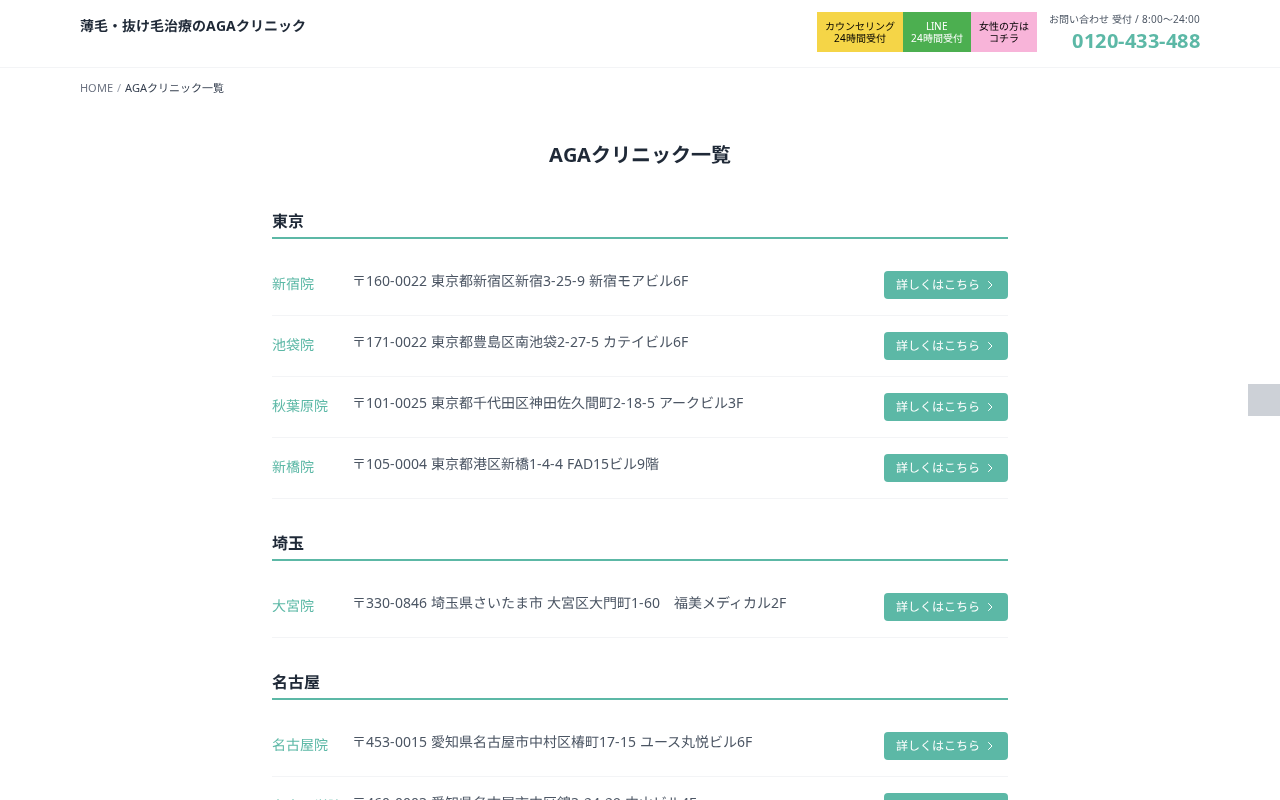 薄毛・抜け毛治療のAGAクリニック
カウンセリング
24時間受付
LINE
24時間受付
女性の方は
コチラ
お問い合わせ 受付 / 8:00～24:00
0120-433-488
HOME / AGAクリニック一覧
AGAクリニック一覧
東京
新宿院 〒160-0022 東京都新宿区新宿3-25-9 新宿モアビル6F 詳しくはこちら
池袋院 〒171-0022 東京都豊島区南池袋2-27-5 カテイビル6F 詳しくはこちら
秋葉原院 〒101-0025 東京都千代田区神田佐久間町2-18-5 アークビル3F 詳しくはこちら
新橋院 〒105-0004 東京都港区新橋1-4-4 FAD15ビル9階 詳しくはこちら
埼玉
大宮院 〒330-0846 埼玉県さいたま市 大宮区大門町1-60　福美メディカル2F 詳しくはこちら
名古屋
名古屋院 〒453-0015 愛知県名古屋市中村区椿町17-15 ユース丸悦ビル6F 詳しくはこちら